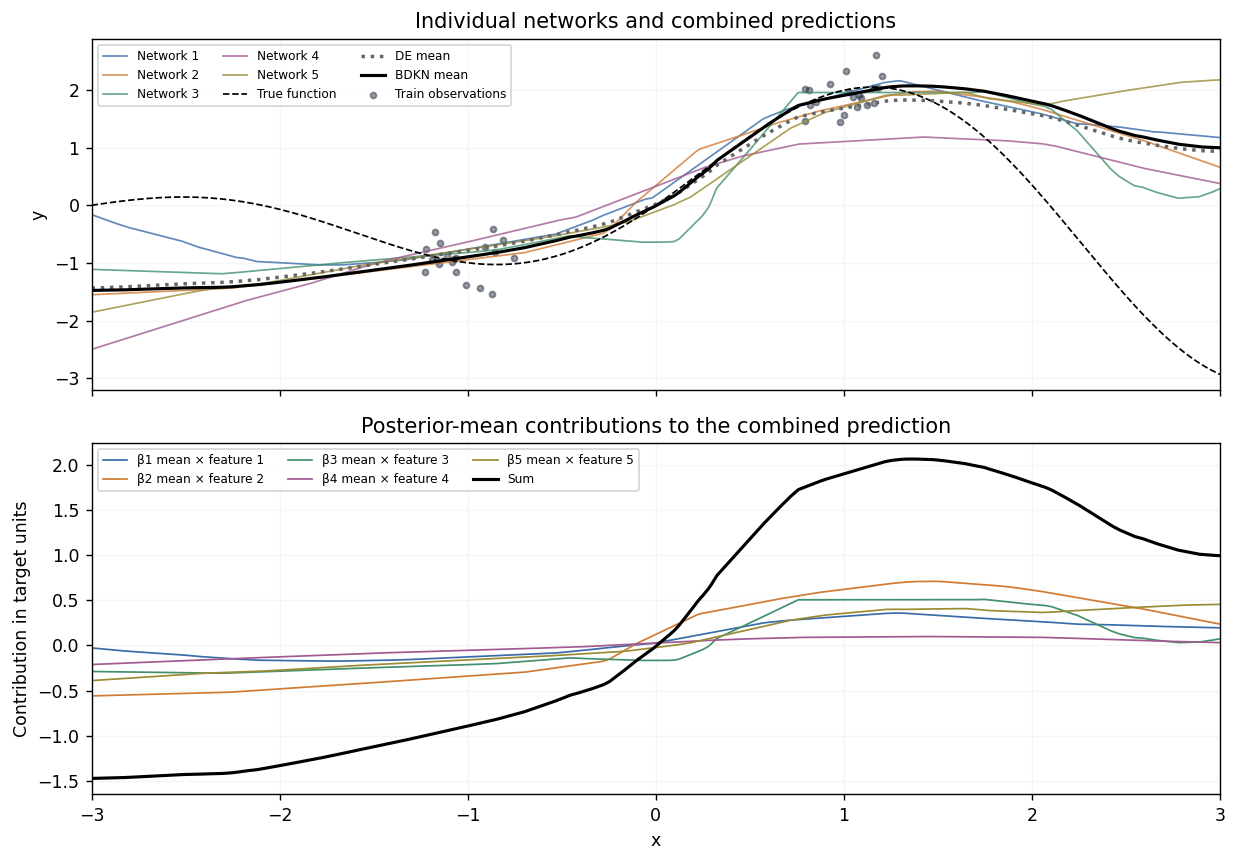 Individual networks and combined predictions
Network 1
Network 2
Network 3
Network 4
Network 5
True function
DE mean
BDKN mean
Train observations
y
2
1
0
−1
−2
−3
Posterior-mean contributions to the combined prediction
β1 mean × feature 1
β2 mean × feature 2
β3 mean × feature 3
β4 mean × feature 4
β5 mean × feature 5
Sum
Contribution in target units
2.0
1.5
1.0
0.5
0.0
−0.5
−1.0
−1.5
−3 −2 −1 0 1 2 3
x